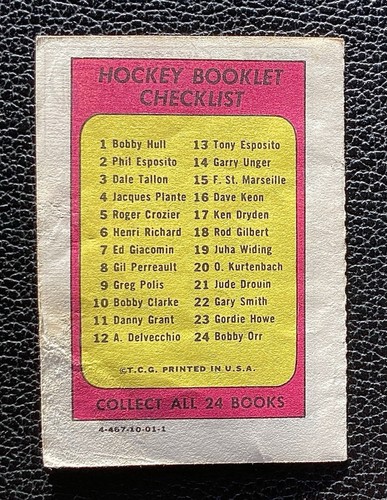 HOCKEY BOOKLET
CHECKLIST
1 Bobby Hull
2 Phil Esposito
3 Dale Tallon
4 Jacques Plante
5 Roger Crozier
6 Henri Richard
7 Ed Giacomin
8 Gil Perreault
9 Greg Polis
10 Bobby Clarke
11 Danny Grant
12 A. Delvecchio
13 Tony Esposito
14 Garry Unger
15 F. St. Marseille
16 Dave Keon
17 Ken Dryden
18 Rod Gilbert
19 Juha Widing
20 O. Kurtenbach
21 Jude Drouin
22 Gary Smith
23 Gordie Howe
24 Bobby Orr
©T.C.G. PRINTED IN U.S.A.
COLLECT ALL 24 BOOKS
4-467-10-01-1